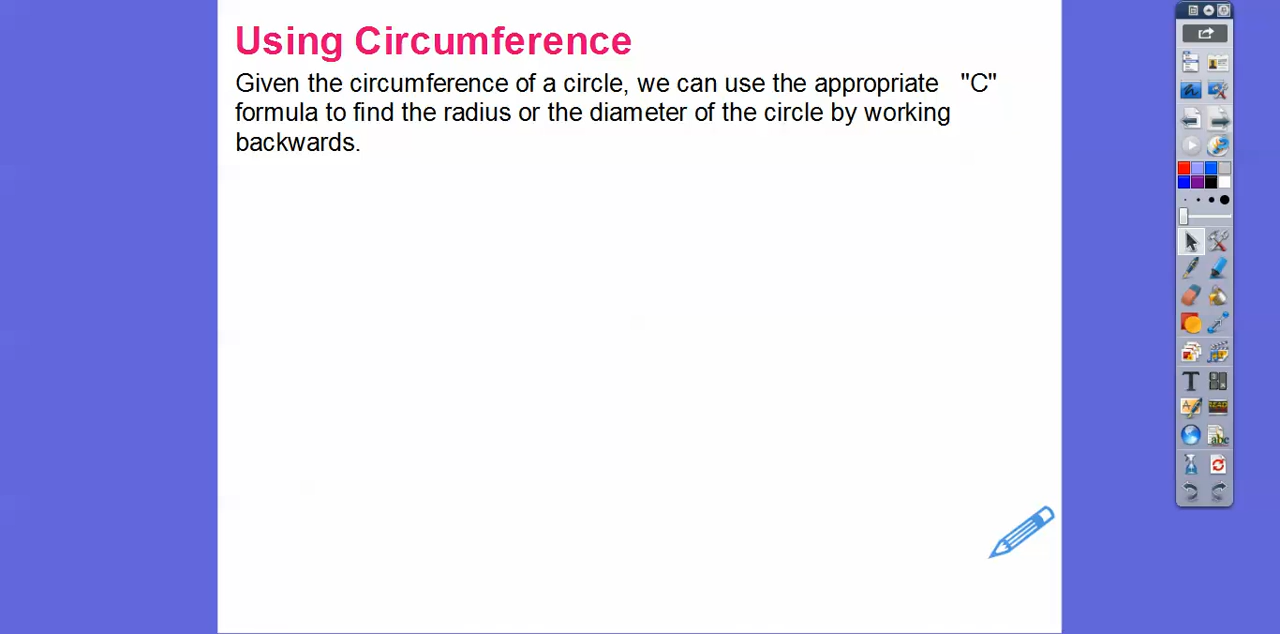 Using Circumference
Given the circumference of a circle, we can use the appropriate "C"
formula to find the radius or the diameter of the circle by working
backwards.